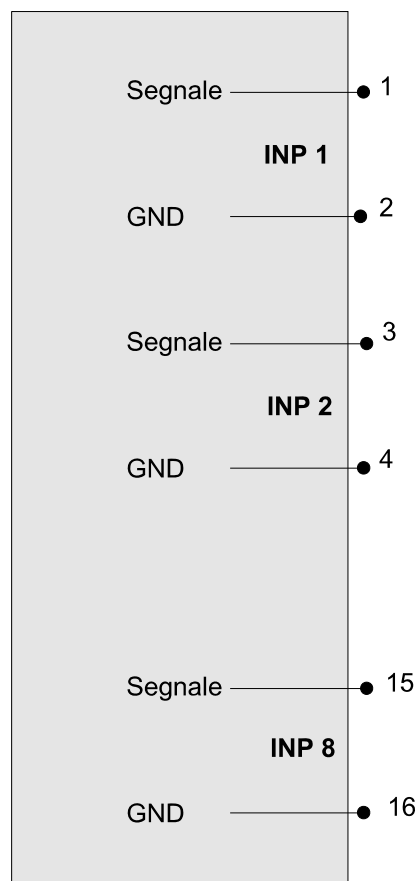 Segnale 1
INP 1
GND 2
Segnale 3
INP 2
GND 4
Segnale 15
INP 8
GND 16